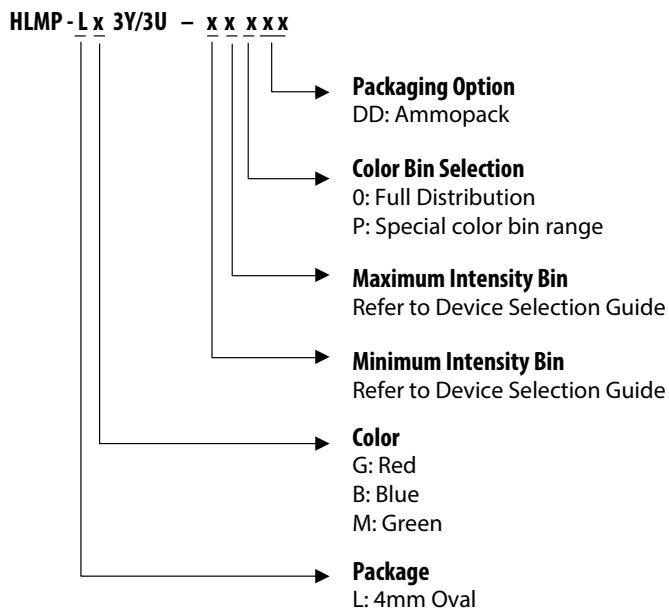 HLMP - L x 3Y/3U – x x x x x
Packaging Option
DD: Ammopack
Color Bin Selection
0: Full Distribution
P: Special color bin range
Maximum Intensity Bin
Refer to Device Selection Guide
Minimum Intensity Bin
Refer to Device Selection Guide
Color
G: Red
B: Blue
M: Green
Package
L: 4mm Oval